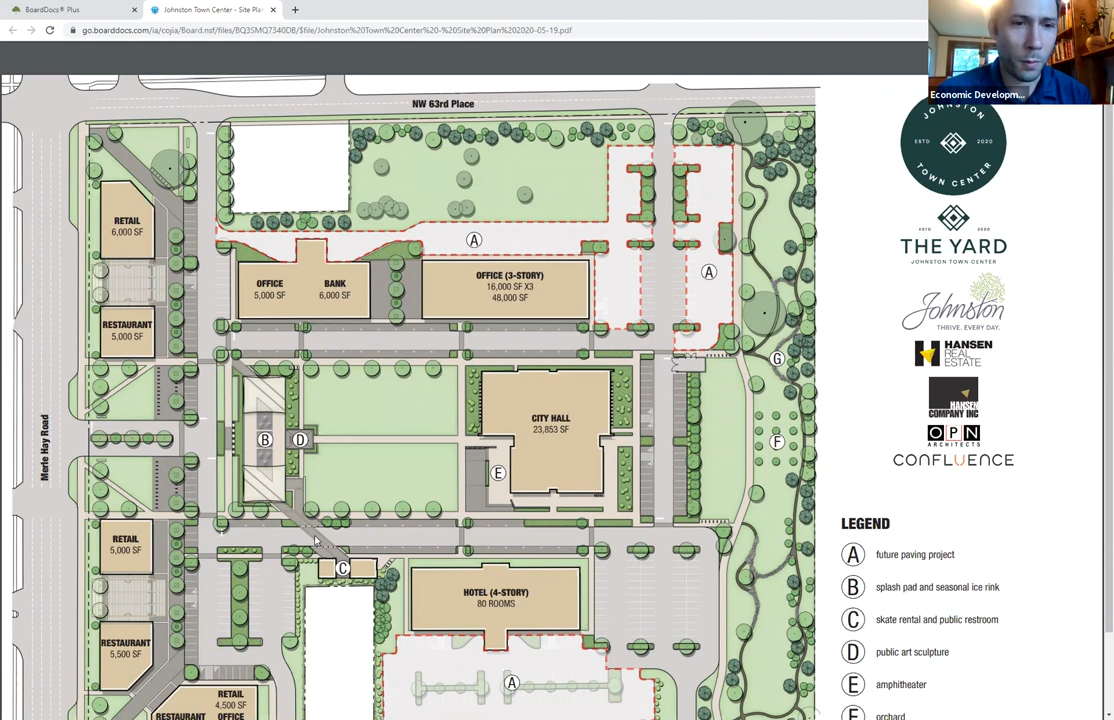 BoardDocs® Plus
Johnston Town Center - Site Plan
go.boarddocs.com/ia/cojia/Board.nsf/files/BQ3SMQ7340DB/$file/Johnston%20Town%20Center%20-%20Site%20Plan%202020-05-19.pdf
Economic Developm...
NW 63rd Place
Merle Hay Road
RETAIL
6,000 SF
RESTAURANT
5,000 SF
OFFICE
5,000 SF
BANK
6,000 SF
A
OFFICE (3-STORY)
16,000 SF X3
48,000 SF
A
CITY HALL
23,853 SF
B
D
E
G
F
RETAIL
5,000 SF
C
HOTEL (4-STORY)
80 ROOMS
RESTAURANT
5,500 SF
A
RETAIL
4,500 SF
RESTAURANT
OFFICE
JOHNSTON
ESTD
2020
TOWN CENTER
ESTD
2020
THE YARD
JOHNSTON TOWN CENTER
Johnston
THRIVE. EVERY DAY.
HANSEN
REAL
ESTATE
HANSEN
COMPANY INC
OPN
ARCHITECTS
CONFLUENCE
LEGEND
A future paving project
B splash pad and seasonal ice rink
C skate rental and public restroom
D public art sculpture
E amphitheater
F orchard